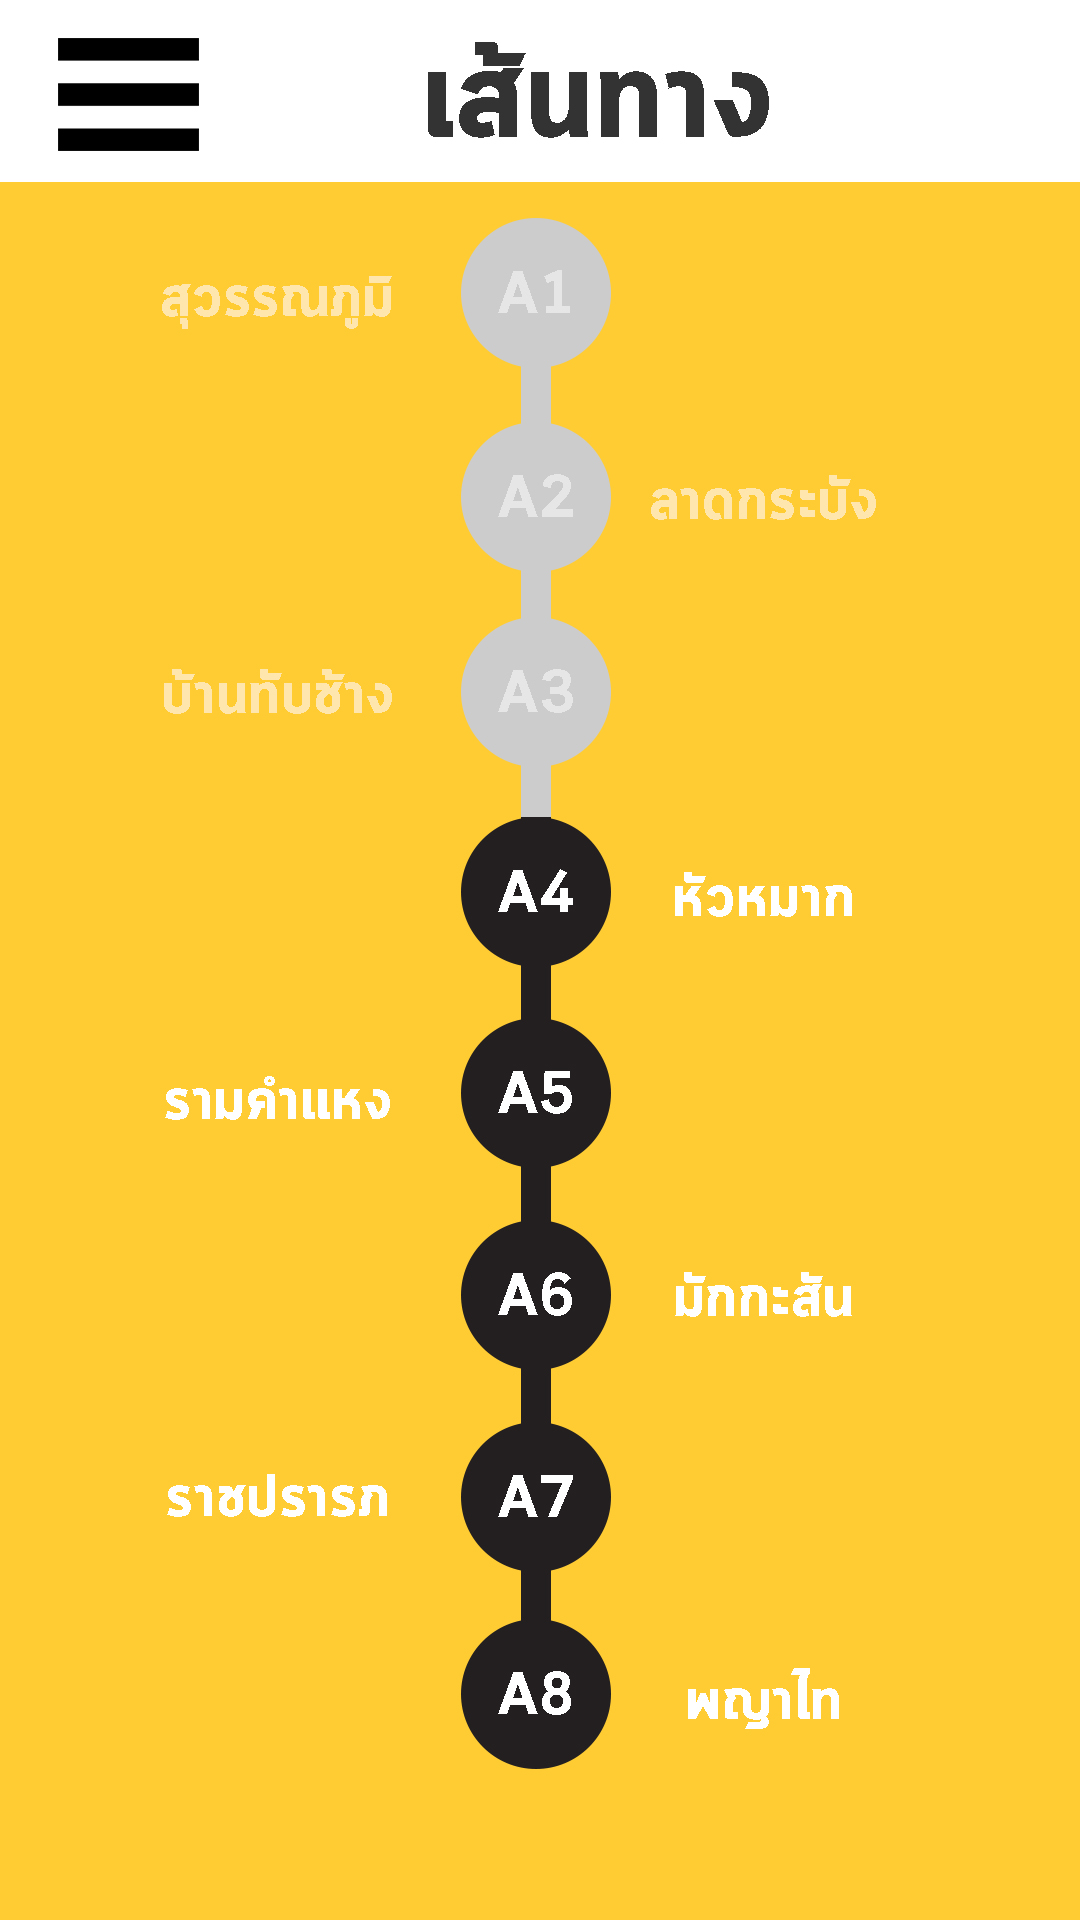 เส้นทาง
สุวรรณภูมิ A1
A2 ลาดกระบัง
บ้านทับช้าง A3
A4 หัวหมาก
รามคำแหง A5
A6 มักกะสัน
ราชปรารภ A7
A8 พญาไท